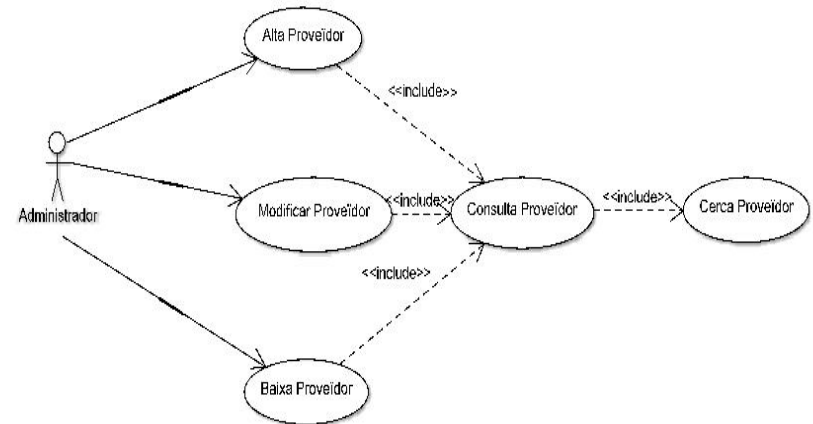 Alta Proveïdor
<<include>>
Administrador
Modificar Proveïdor
<<include>>
Consulta Proveïdor
<<include>>
Cerca Proveïdor
<<include>>
Baixa Proveïdor